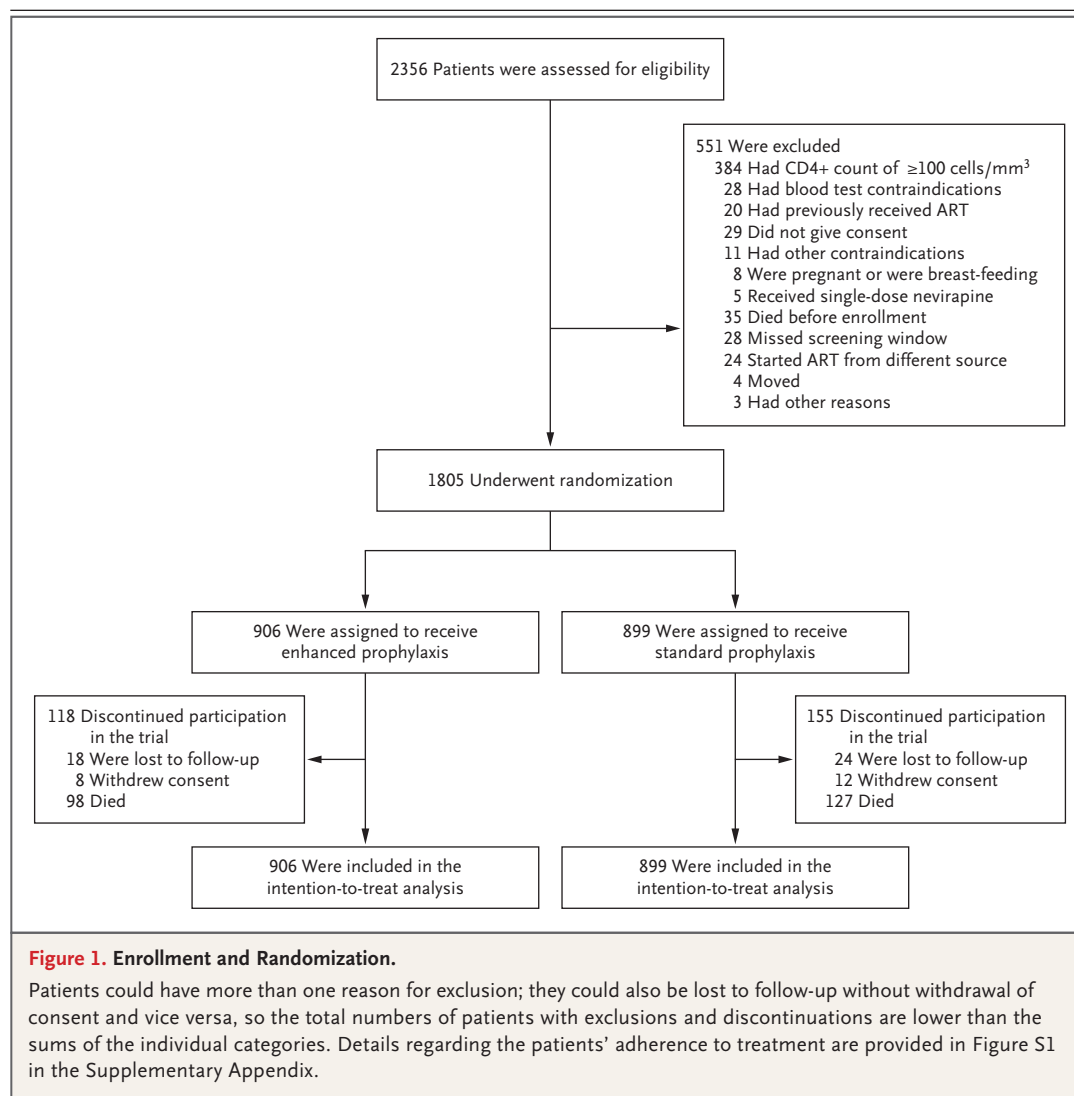 2356 Patients were assessed for eligibility
551 Were excluded
384 Had CD4+ count of ≥100 cells/mm³
28 Had blood test contraindications
20 Had previously received ART
29 Did not give consent
11 Had other contraindications
8 Were pregnant or were breast-feeding
5 Received single-dose nevirapine
35 Died before enrollment
28 Missed screening window
24 Started ART from different source
4 Moved
3 Had other reasons
1805 Underwent randomization
906 Were assigned to receive
enhanced prophylaxis
899 Were assigned to receive
standard prophylaxis
118 Discontinued participation
in the trial
18 Were lost to follow-up
8 Withdrew consent
98 Died
155 Discontinued participation
in the trial
24 Were lost to follow-up
12 Withdrew consent
127 Died
906 Were included in the
intention-to-treat analysis
899 Were included in the
intention-to-treat analysis
Figure 1. Enrollment and Randomization.
Patients could have more than one reason for exclusion; they could also be lost to follow-up without withdrawal of
consent and vice versa, so the total numbers of patients with exclusions and discontinuations are lower than the
sums of the individual categories. Details regarding the patients' adherence to treatment are provided in Figure S1
in the Supplementary Appendix.